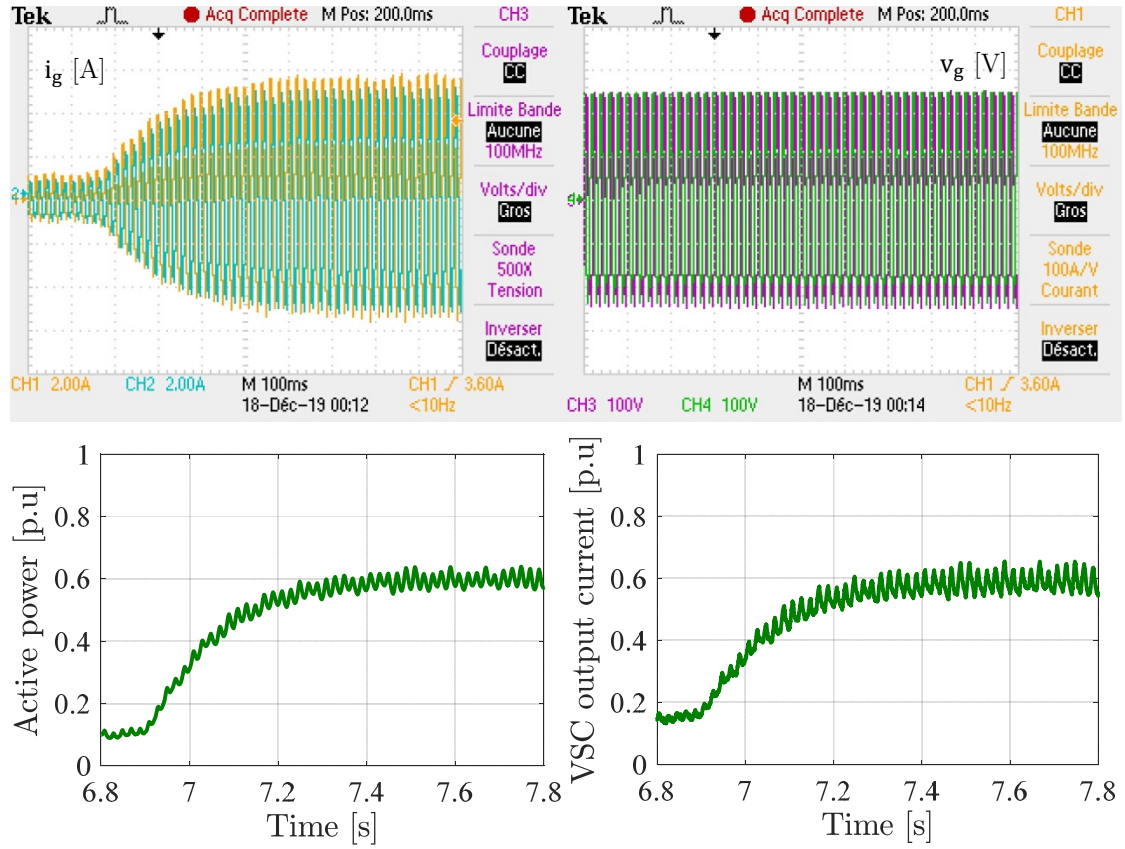 Tek Acq Complete M Pos: 200.0ms CH3
i_g [A]
Couplage
CC
Limite Bande
Aucune
100MHz
Volts/div
Gros
Sonde
500X
Tension
Inverser
Désact.
2
CH1 2.00A CH2 2.00A M 100ms CH1 3.60A
18-Déc-19 00:12 <10Hz
Tek Acq Complete M Pos: 200.0ms CH1
v_g [V]
Couplage
CC
Limite Bande
Aucune
100MHz
Volts/div
Gros
Sonde
100A/V
Courant
Inverser
Désact.
M 100ms CH1 3.60A
CH3 100V CH4 100V 18-Déc-19 00:14 <10Hz
Active power [p.u]
1
0.8
0.6
0.4
0.2
0
6.8 7 7.2 7.4 7.6 7.8
Time [s]
VSC output current [p.u]
1
0.8
0.6
0.4
0.2
0
6.8 7 7.2 7.4 7.6 7.8
Time [s]